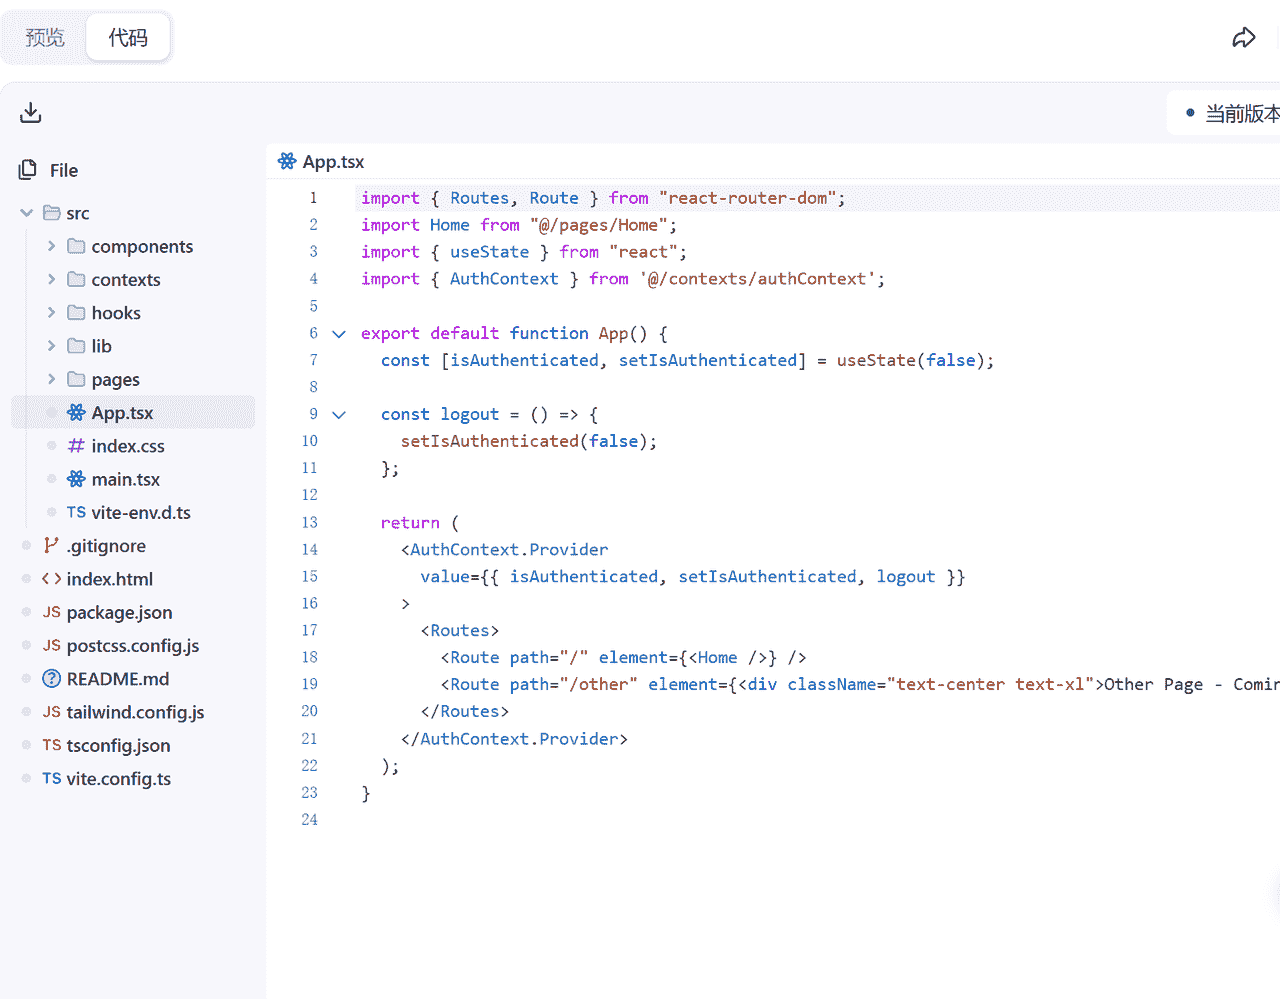 预览
代码
当前版本
File
src
components
contexts
hooks
lib
pages
App.tsx
index.css
main.tsx
TS vite-env.d.ts
.gitignore
index.html
JS package.json
JS postcss.config.js
README.md
JS tailwind.config.js
TS tsconfig.json
TS vite.config.ts
App.tsx
1 import { Routes, Route } from "react-router-dom";
2 import Home from "@/pages/Home";
3 import { useState } from "react";
4 import { AuthContext } from '@/contexts/authContext';
5
6 export default function App() {
7 const [isAuthenticated, setIsAuthenticated] = useState(false);
8
9 const logout = () => {
10 setIsAuthenticated(false);
11 };
12
13 return (
14 <AuthContext.Provider
15 value={{ isAuthenticated, setIsAuthenticated, logout }}
16 >
17 <Routes>
18 <Route path="/" element={<Home />} />
19 <Route path="/other" element={<div className="text-center text-xl">Other Page - Comin
20 </Routes>
21 </AuthContext.Provider>
22 );
23 }
24